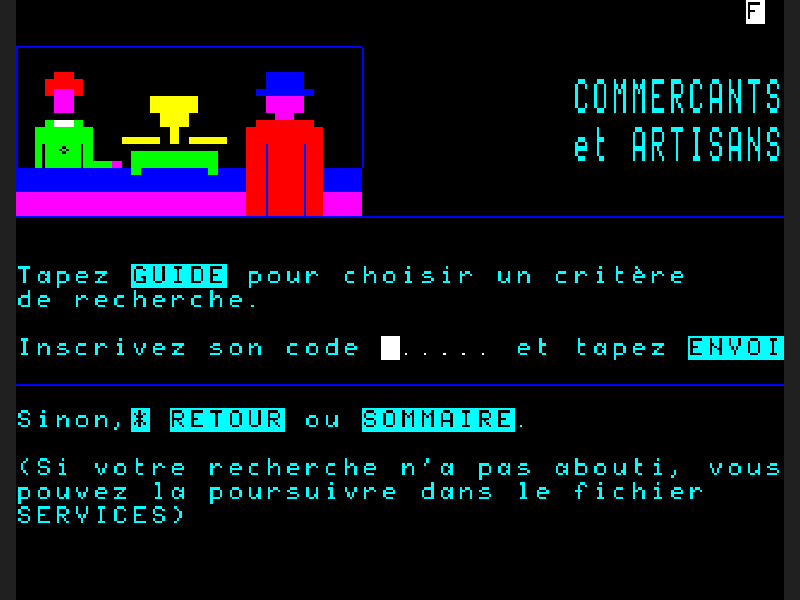 F
COMMERCANTS
et ARTISANS
Tapez GUIDE pour choisir un critère
de recherche.
Inscrivez son code ..... et tapez ENVOI
Sinon,* RETOUR ou SOMMAIRE.
(Si votre recherche n'a pas abouti, vous
pouvez la poursuivre dans le fichier
SERVICES)